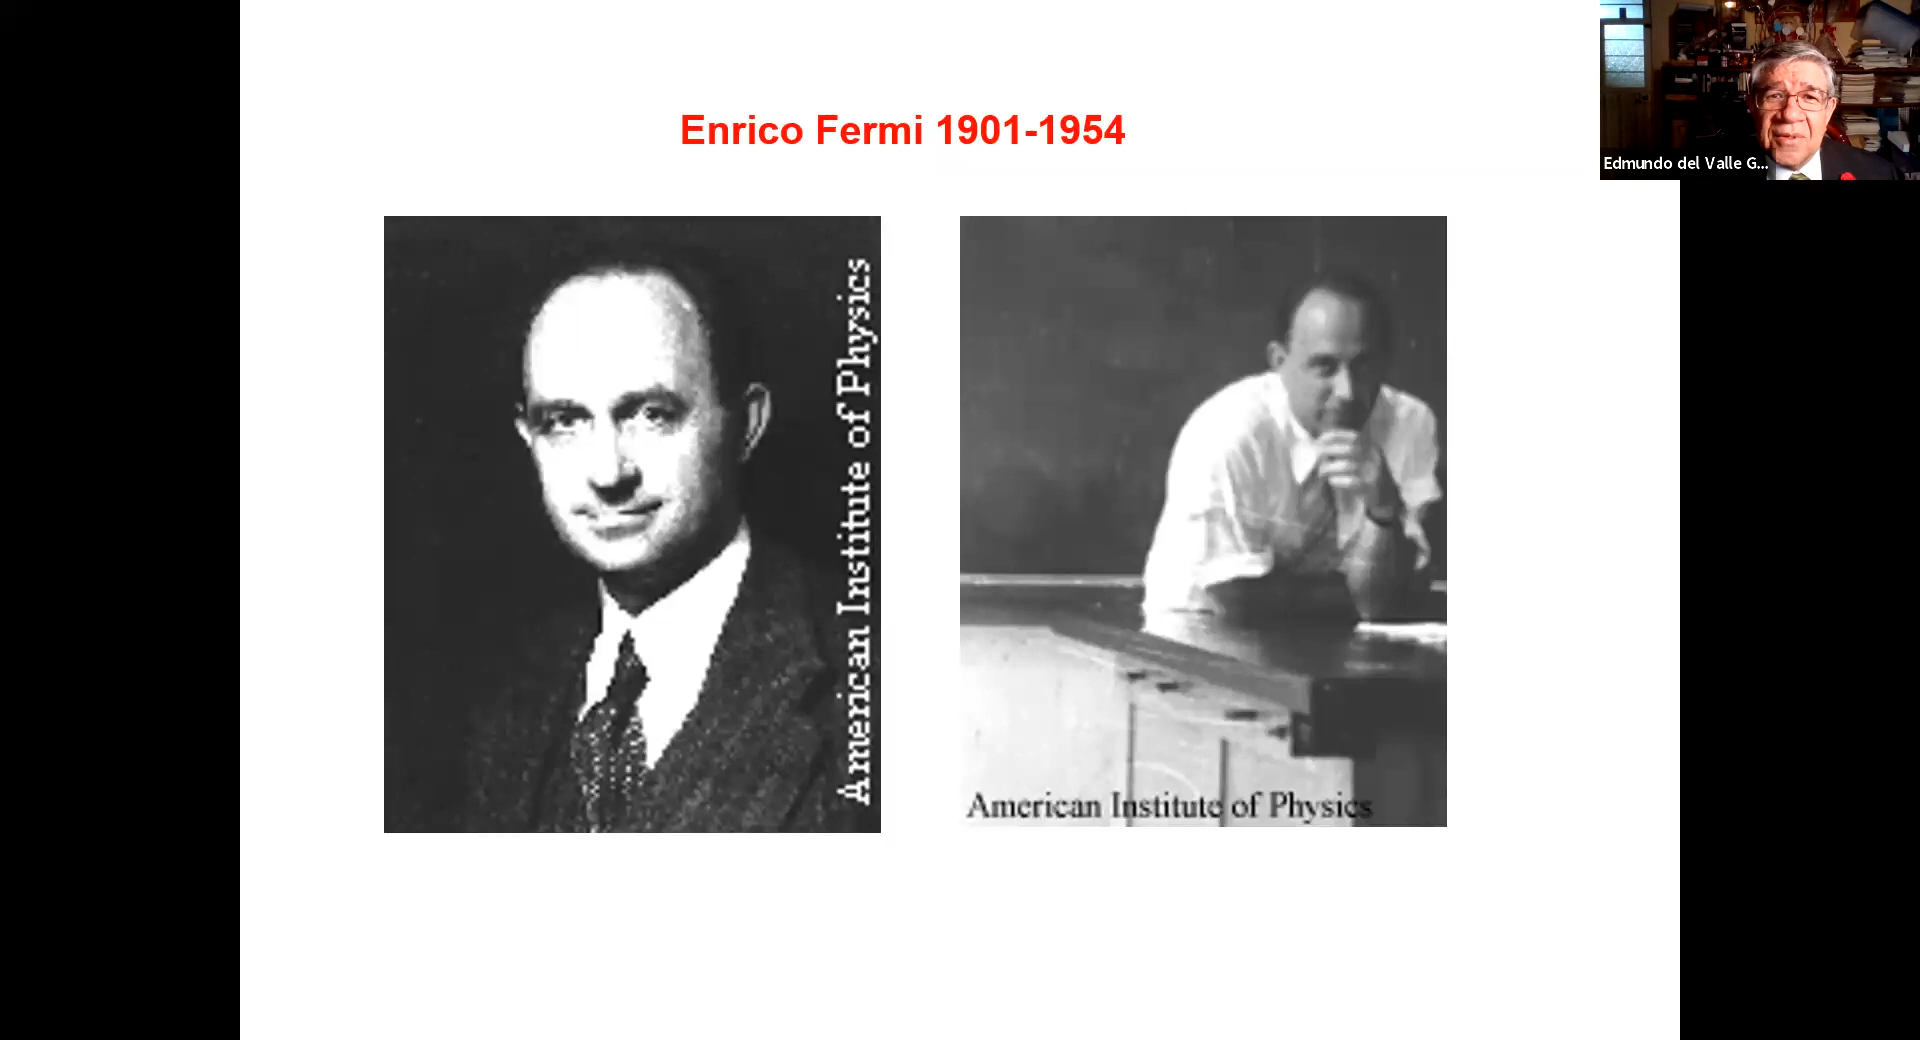 Enrico Fermi 1901-1954
Edmundo del Valle G...
American Institute of Physics
American Institute of Physics